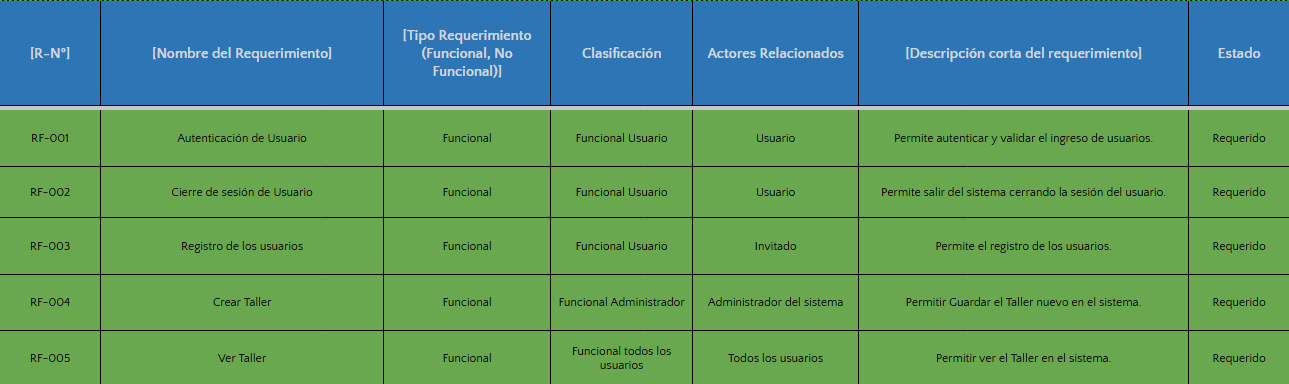 [R-N°]
[Nombre del Requerimiento]
[Tipo Requerimiento
(Funcional, No
Funcional)]
Clasificación
Actores Relacionados
[Descripción corta del requerimiento]
Estado
RF-001
Autenticación de Usuario
Funcional
Funcional Usuario
Usuario
Permite autenticar y validar el ingreso de usuarios.
Requerido
RF-002
Cierre de sesión de Usuario
Funcional
Funcional Usuario
Usuario
Permite salir del sistema cerrando la sesión del usuario.
Requerido
RF-003
Registro de los usuarios
Funcional
Funcional Usuario
Invitado
Permite el registro de los usuarios.
Requerido
RF-004
Crear Taller
Funcional
Funcional Administrador
Administrador del sistema
Permitir Guardar el Taller nuevo en el sistema.
Requerido
RF-005
Ver Taller
Funcional
Funcional todos los
usuarios
Todos los usuarios
Permitir ver el Taller en el sistema.
Requerido